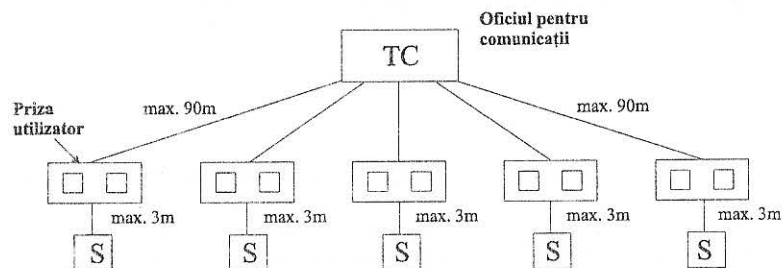 Oficiul pentru
comunicații
TC
max. 90m
max. 90m
Priza
utilizator
max. 3m
max. 3m
max. 3m
max. 3m
max. 3m
S
S
S
S
S